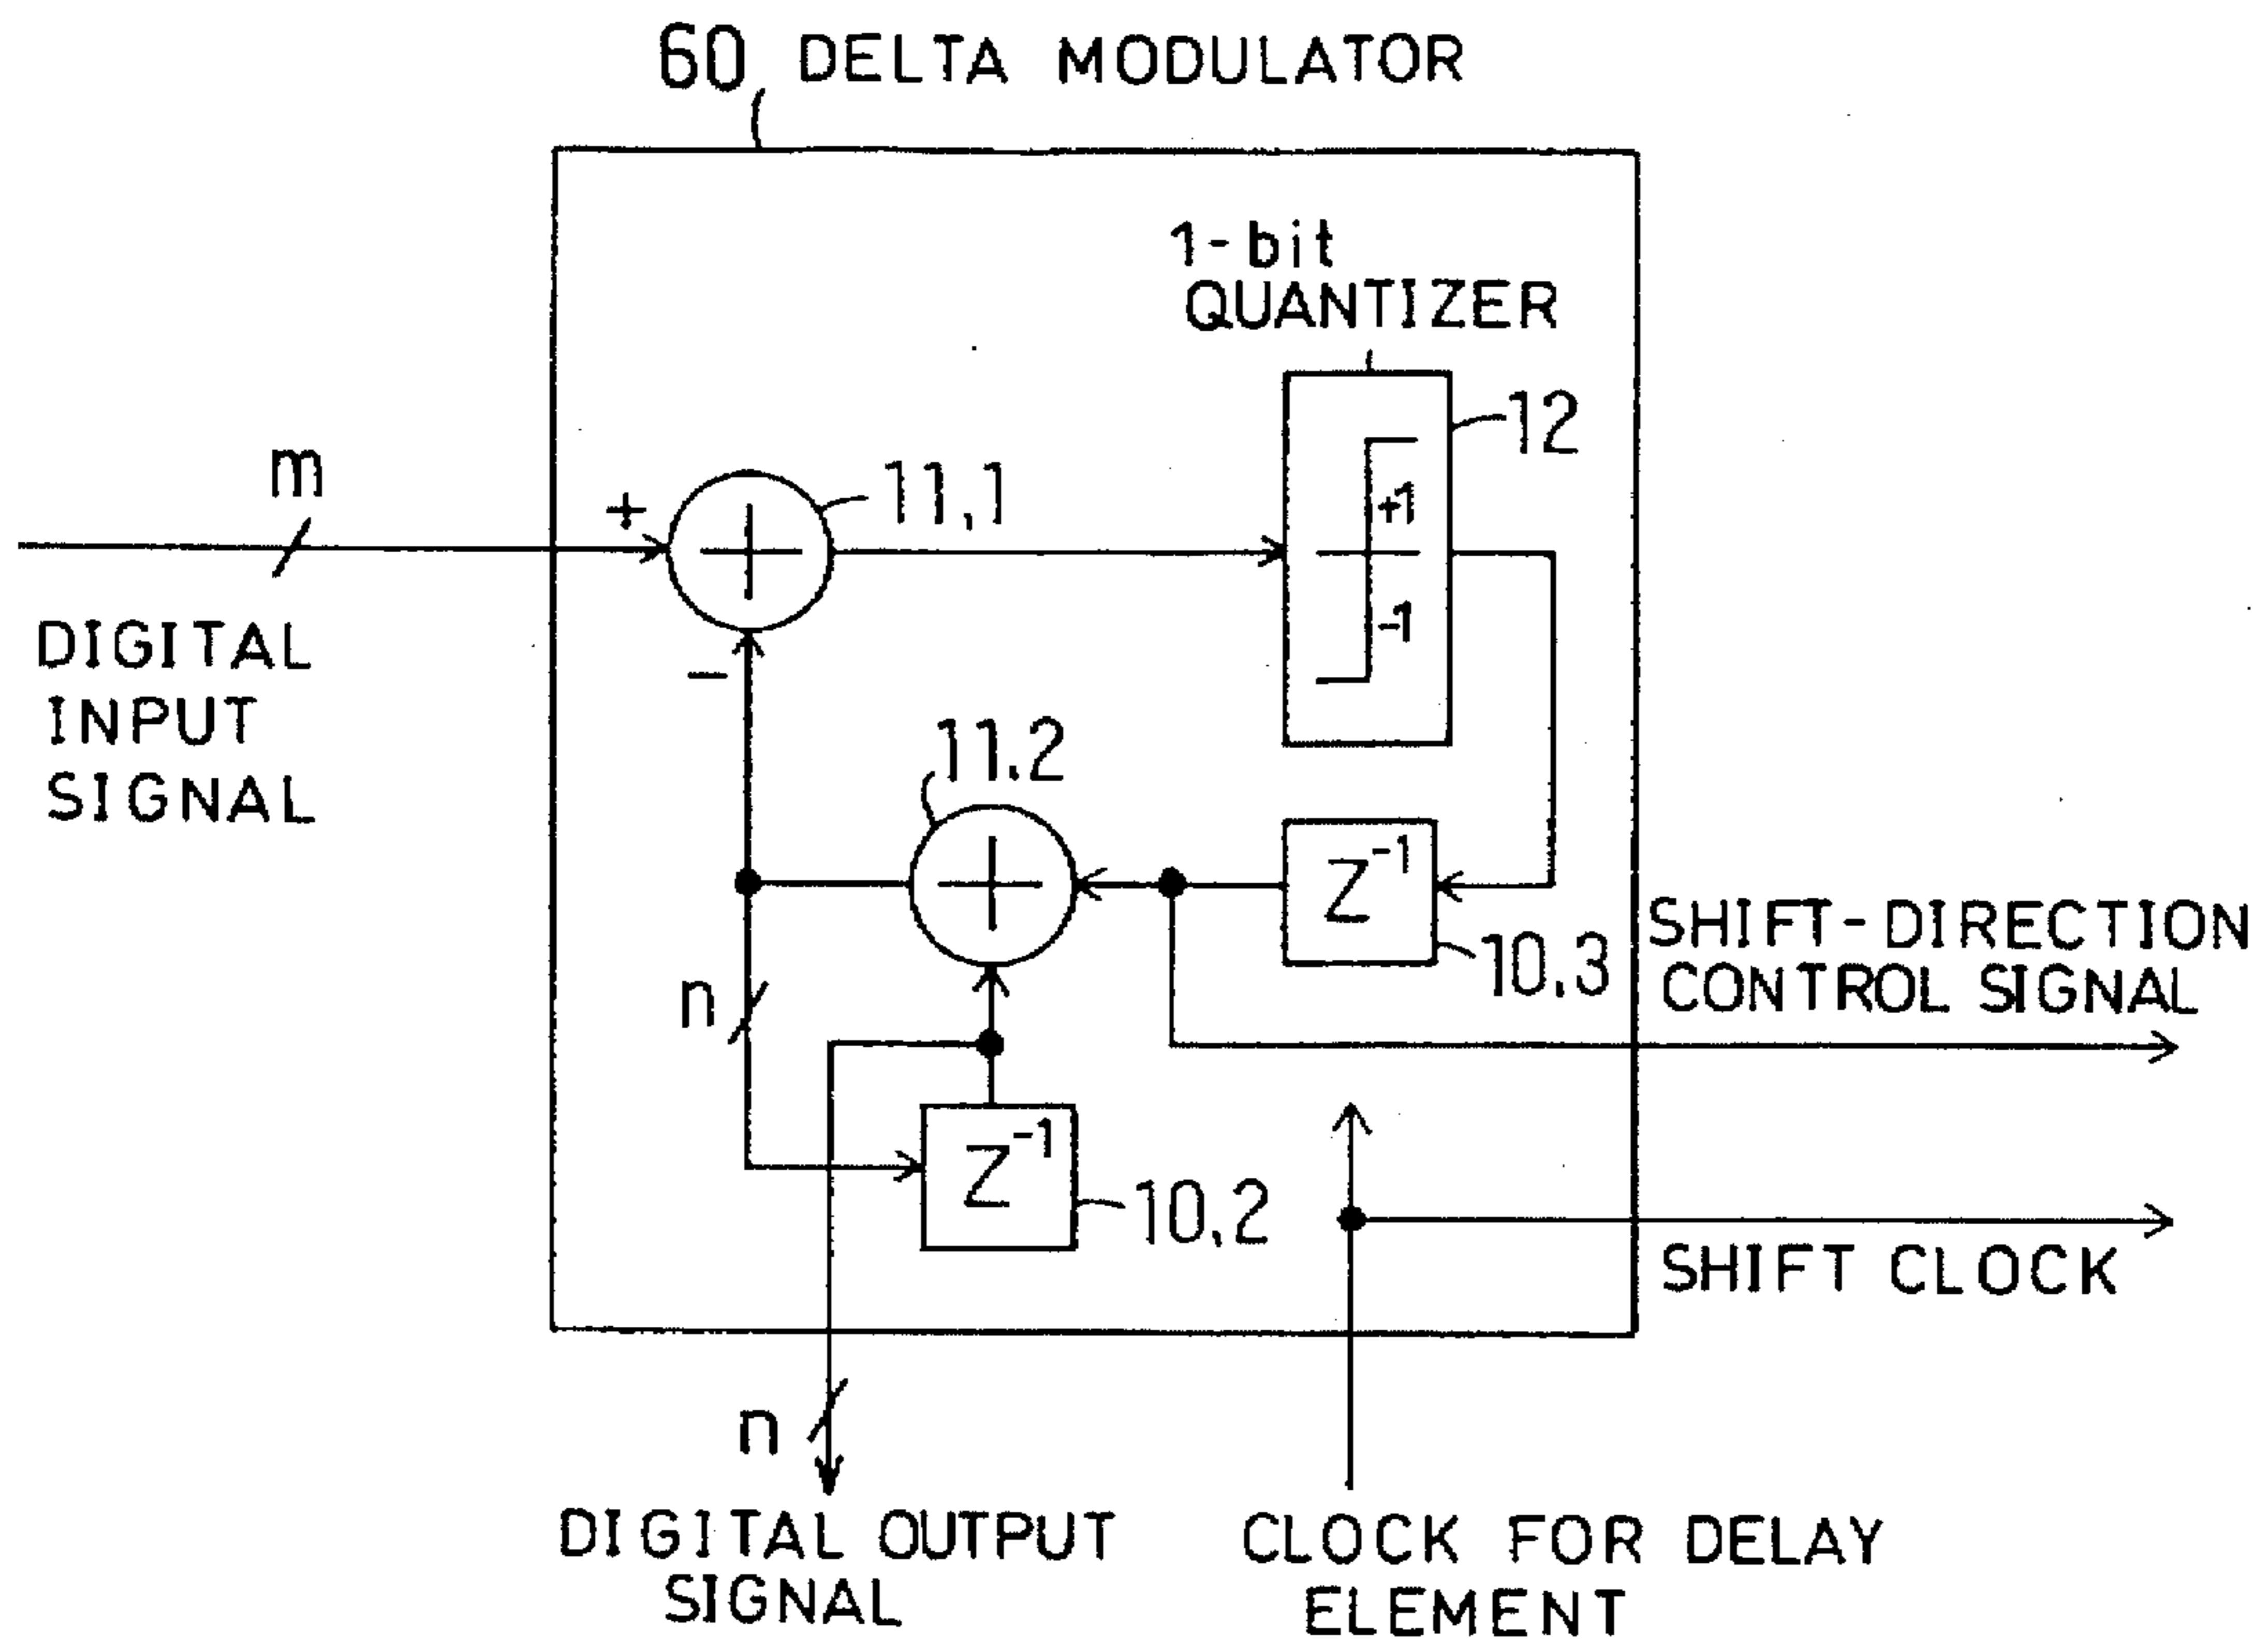 60 DELTA MODULATOR
1-bit
QUANTIZER
12
+1
-1
m
+
11,1
DIGITAL
INPUT
SIGNAL
-
11.2
Z-1
10,3
SHIFT-DIRECTION
CONTROL SIGNAL
n
Z-1
10,2
SHIFT CLOCK
n
DIGITAL OUTPUT
SIGNAL
CLOCK FOR DELAY
ELEMENT